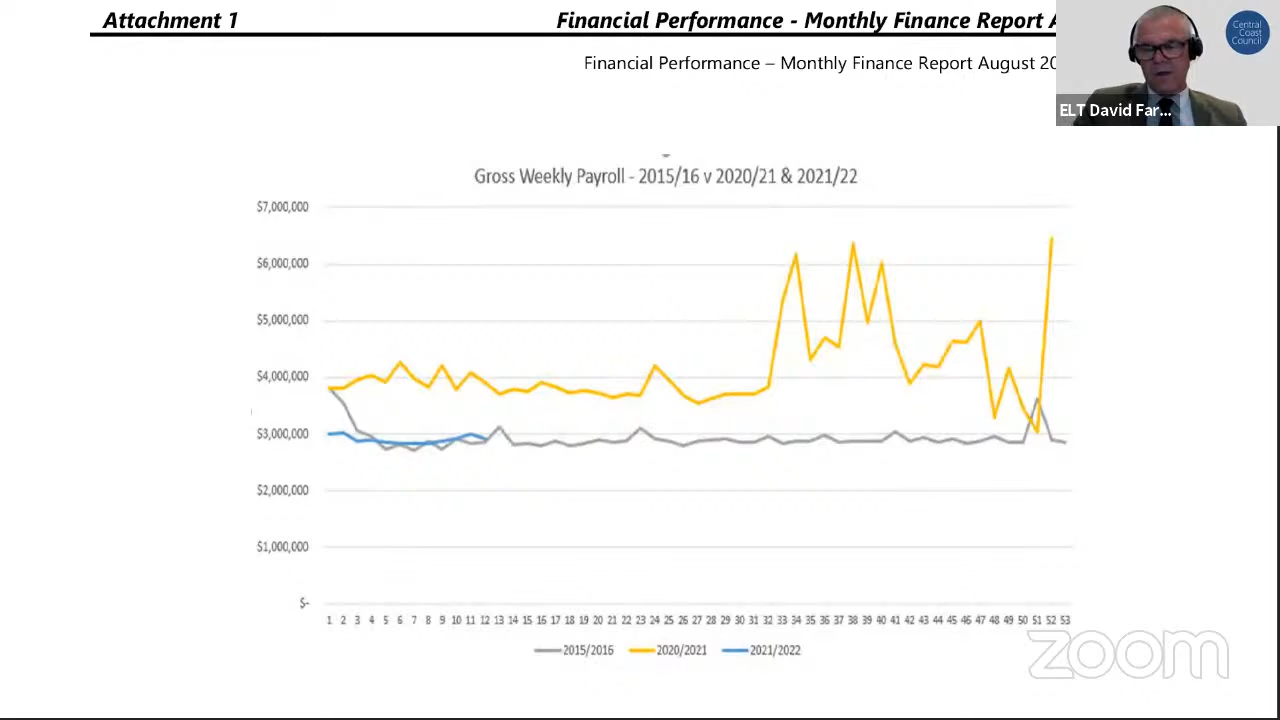 Attachment 1
Financial Performance - Monthly Finance Report A
Financial Performance – Monthly Finance Report August 20
Central
Coast
Council
ELT David Far...
Gross Weekly Payroll - 2015/16 v 2020/21 & 2021/22
$7,000,000
$6,000,000
$5,000,000
$4,000,000
$3,000,000
$2,000,000
$1,000,000
$-
1 2 3 4 5 6 7 8 9 10 11 12 13 14 15 16 17 18 19 20 21 22 23 24 25 26 27 28 29 30 31 32 33 34 35 36 37 38 39 40 41 42 43 44 45 46 47 48 49 50 51 52 53
2015/2016 2020/2021 2021/2022
zoom